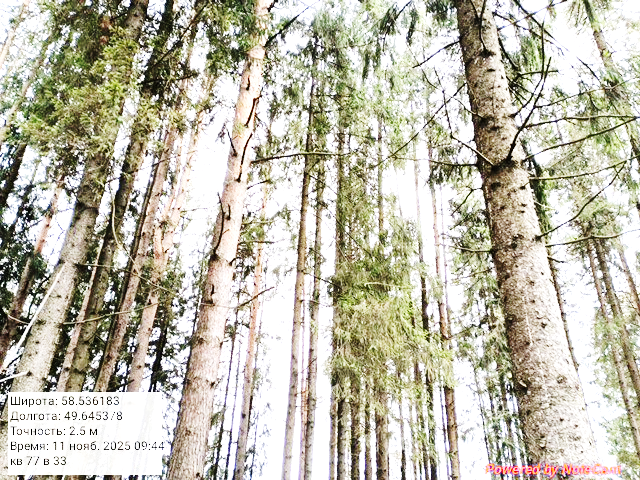 Широта: 58.536183
Долгота: 49.645378
Точность: 2.5 м
Время: 11 нояб. 2025 09:44
кв 77 в 33
Powered by NoteCam